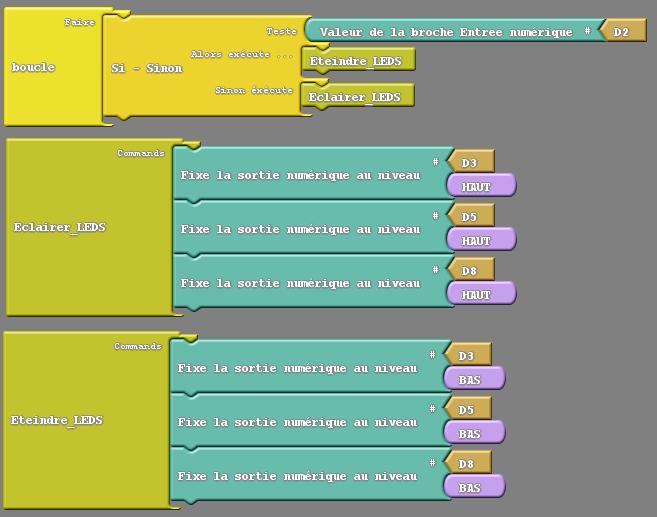 Faire
Teste
Valeur de la broche Entree numérique # D2
Alors exécute ...
Eteindre_LEDS
boucle
Si - Sinon
Sinon éxécute
Eclairer_LEDS
Commands
# D3
Fixe la sortie numérique au niveau
HAUT
# D5
Eclairer_LEDS
Fixe la sortie numérique au niveau
HAUT
# D8
Fixe la sortie numérique au niveau
HAUT
Commands
# D3
Fixe la sortie numérique au niveau
BAS
# D5
Eteindre_LEDS
Fixe la sortie numérique au niveau
BAS
# D8
Fixe la sortie numérique au niveau
BAS